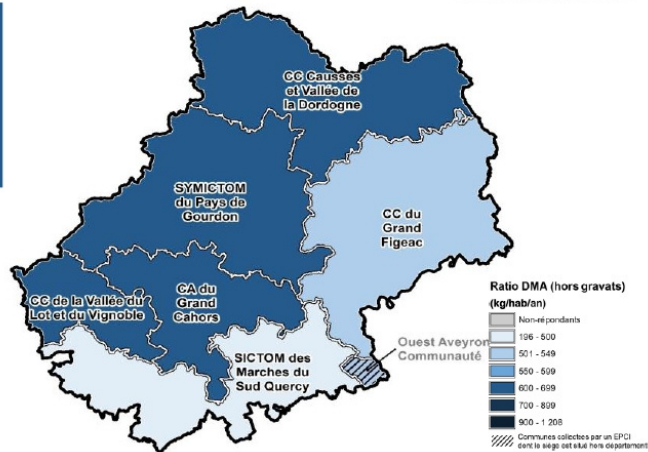 CC Causses
et Vallée de
la Dordogne
SYMICTOM
du Pays de
Gourdon
CC du
Grand
Figeac
CC de la Vallée du
Lot et du Vignoble
CA du
Grand
Cahors
SICTOM des
Marches du
Sud Quercy
Ouest Aveyron
Communauté
Ratio DMA (hors gravats)
(kg/hab/an)
Non-répondants
196 - 500
501 - 549
550 - 599
600 - 699
700 - 899
900 - 1 208
Communes collectées par un EPCI
dont le siège est situé hors département